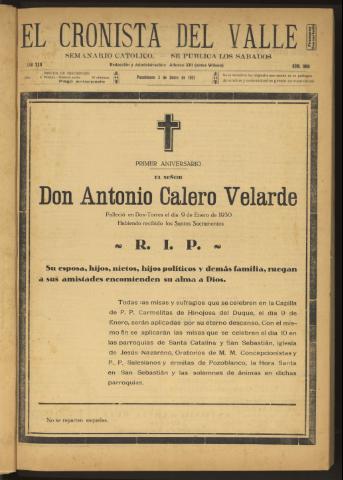 EL CRONISTA DEL VALLE
SEMANARIO CATÓLICO. SE PUBLICA LOS SABADOS
Redacción y Administración: Alfonso XIII (antes Villares)
Pozoblanco 3 de Enero de 1931
Pago anticipado
PRIMER ANIVERSARIO
EL SEÑOR
Don Antonio Calero Velarde
Falleció en Dos-Torres el día 9 de Enero de 1930
Habiendo recibido los Santos Sacramentos
~ R. I. P. ~
Su esposa, hijos, nietos, hijos políticos y demás familia, ruegan
a sus amistades encomienden su alma a Dios.
Todas las misas y sufragios que se celebren en la Capilla
de P. P. Carmelitas de Hinojosa del Duque, el día 9 de
Enero, serán aplicadas por su eterno descanso. Con el mis-
mo fin se aplicarán las misas que se celebren el día 10 en
las parroquias de Santa Catalina y San Sebastián, iglesia
de Jesús Nazareno, Oratorios de M. M. Concepcionistas y
P. P. Salesianos y ermitas de Pozoblanco, la Hora Santa
en San Sebastián y las solemnes de ánimas en dichas
parroquias.
No se reparten esquelas.